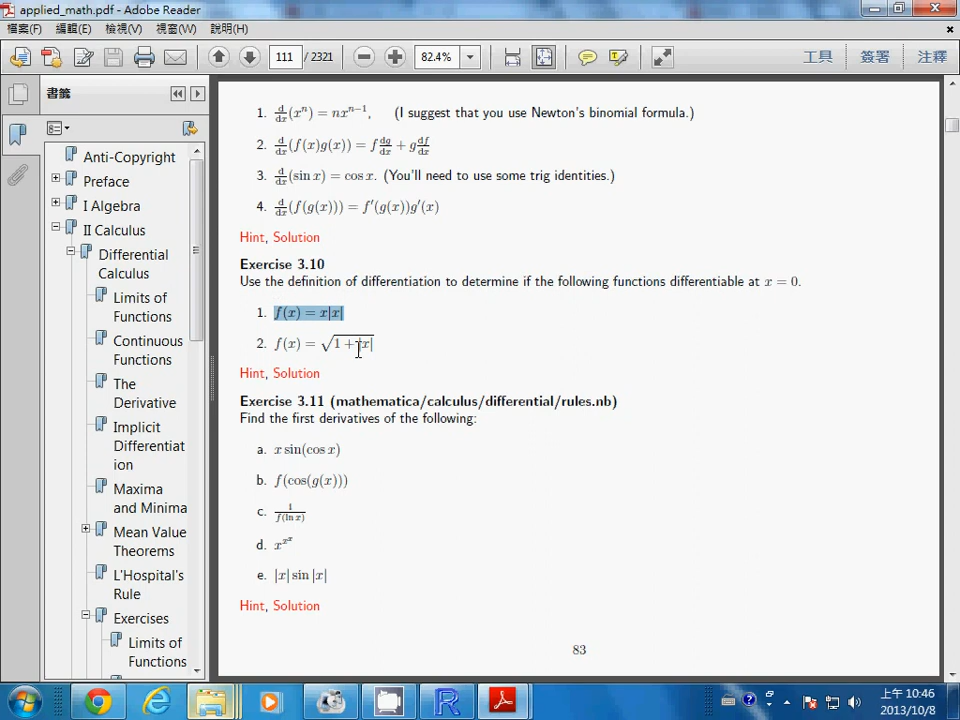 applied_math.pdf - Adobe Reader
檔案(F) 編輯(E) 檢視(V) 視窗(W) 說明(H)
111 / 2321 82.4% 工具 簽署 註釋
書籤
Anti-Copyright
Preface
I Algebra
II Calculus
Differential
Calculus
Limits of
Functions
Continuous
Functions
The
Derivative
Implicit
Differentiat
ion
Maxima
and Minima
Mean Value
Theorems
L'Hospital's
Rule
Exercises
Limits of
Functions
1. d/dx(xⁿ) = nxⁿ⁻¹, (I suggest that you use Newton's binomial formula.)
2. d/dx(f(x)g(x)) = f dg/dx + g df/dx
3. d/dx(sin x) = cos x. (You'll need to use some trig identities.)
4. d/dx(f(g(x))) = f′(g(x))g′(x)
Hint, Solution
Exercise 3.10
Use the definition of differentiation to determine if the following functions differentiable at x = 0.
1. f(x) = x|x|
2. f(x) = √1 + |x|
Hint, Solution
Exercise 3.11 (mathematica/calculus/differential/rules.nb)
Find the first derivatives of the following:
a. x sin(cos x)
b. f(cos(g(x)))
c. 1/f(ln x)
d. x^x^x
e. |x| sin |x|
Hint, Solution
83
上午 10:46
2013/10/8